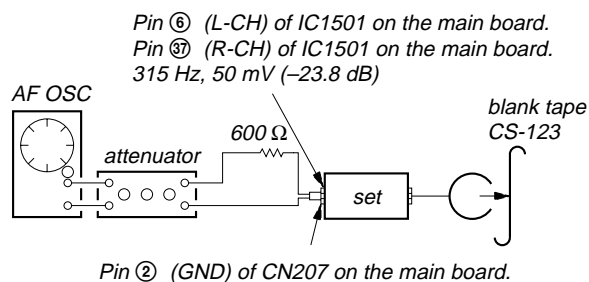 Pin ⑥ (L-CH) of IC1501 on the main board.
Pin ㊲ (R-CH) of IC1501 on the main board.
315 Hz, 50 mV (–23.8 dB)
AF OSC
blank tape
CS-123
600 Ω
attenuator
set
Pin ② (GND) of CN207 on the main board.